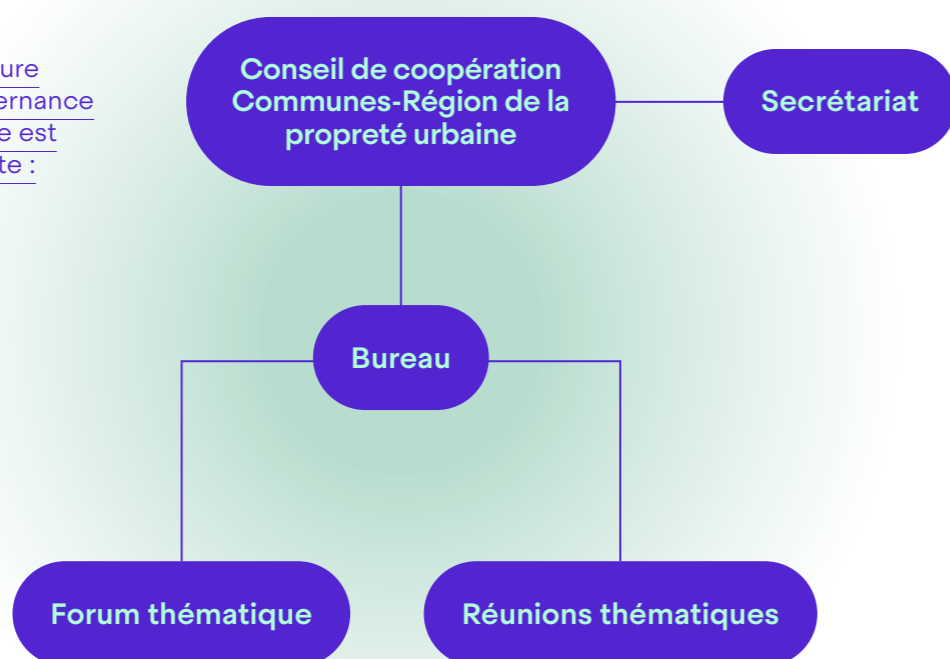 ure
ernance
e est
te :
Conseil de coopération
Communes-Région de la
propreté urbaine
Secrétariat
Bureau
Forum thématique
Réunions thématiques